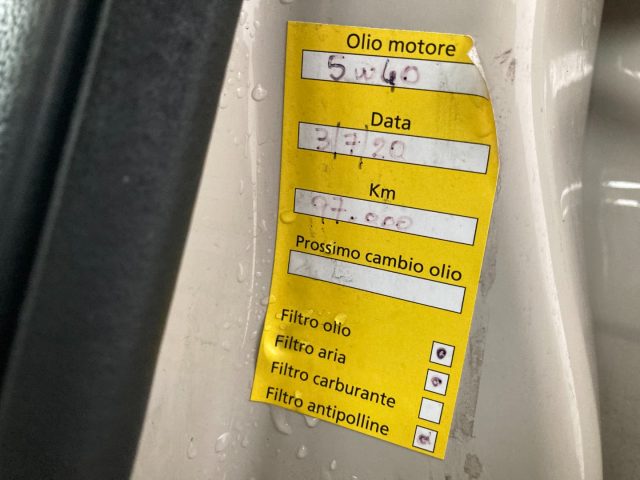 Olio motore
5w40
Data
3/7/20
Km
97.000
Prossimo cambio olio
Filtro olio
Filtro aria
Filtro carburante
Filtro antipolline